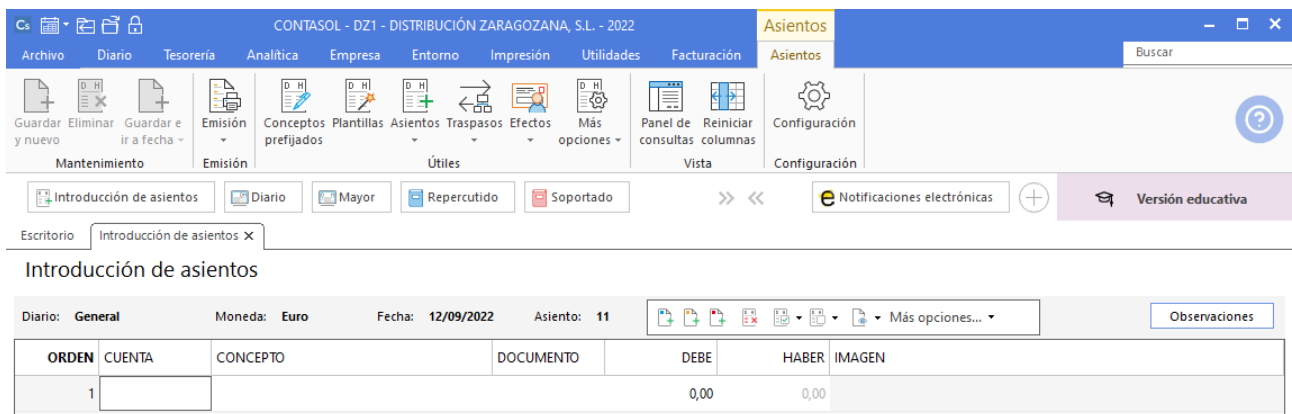 Cs CONTASOL - DZ1 - DISTRIBUCIÓN ZARAGOZANA, S.L. - 2022 Asientos
Archivo Diario Tesorería Analítica Empresa Entorno Impresión Utilidades Facturación Asientos Buscar
D H D H D H D H D H
Guardar Eliminar Guardar e Emisión Conceptos Plantillas Asientos Traspasos Efectos Más Panel de Reiniciar Configuración
y nuevo ir a fecha prefijados opciones consultas columnas
Mantenimiento Emisión Útiles Vista Configuración
Introducción de asientos Diario Mayor Repercutido Soportado e Notificaciones electrónicas Versión educativa
Escritorio Introducción de asientos X
Introducción de asientos
Diario: General Moneda: Euro Fecha: 12/09/2022 Asiento: 11 Más opciones... Observaciones
ORDEN CUENTA CONCEPTO DOCUMENTO DEBE HABER IMAGEN
1 0,00 0,00